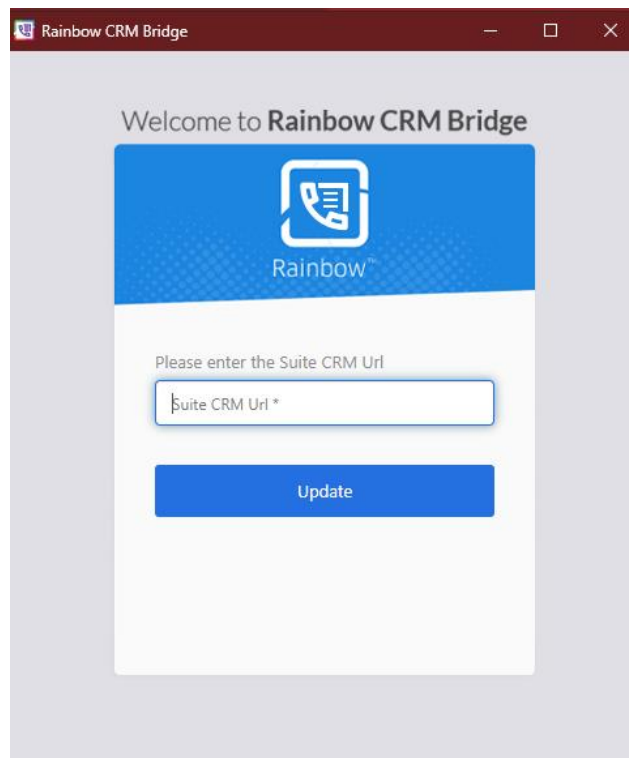 Rainbow CRM Bridge
Welcome to Rainbow CRM Bridge
Rainbow™
Please enter the Suite CRM Url
Suite CRM Url *
Update